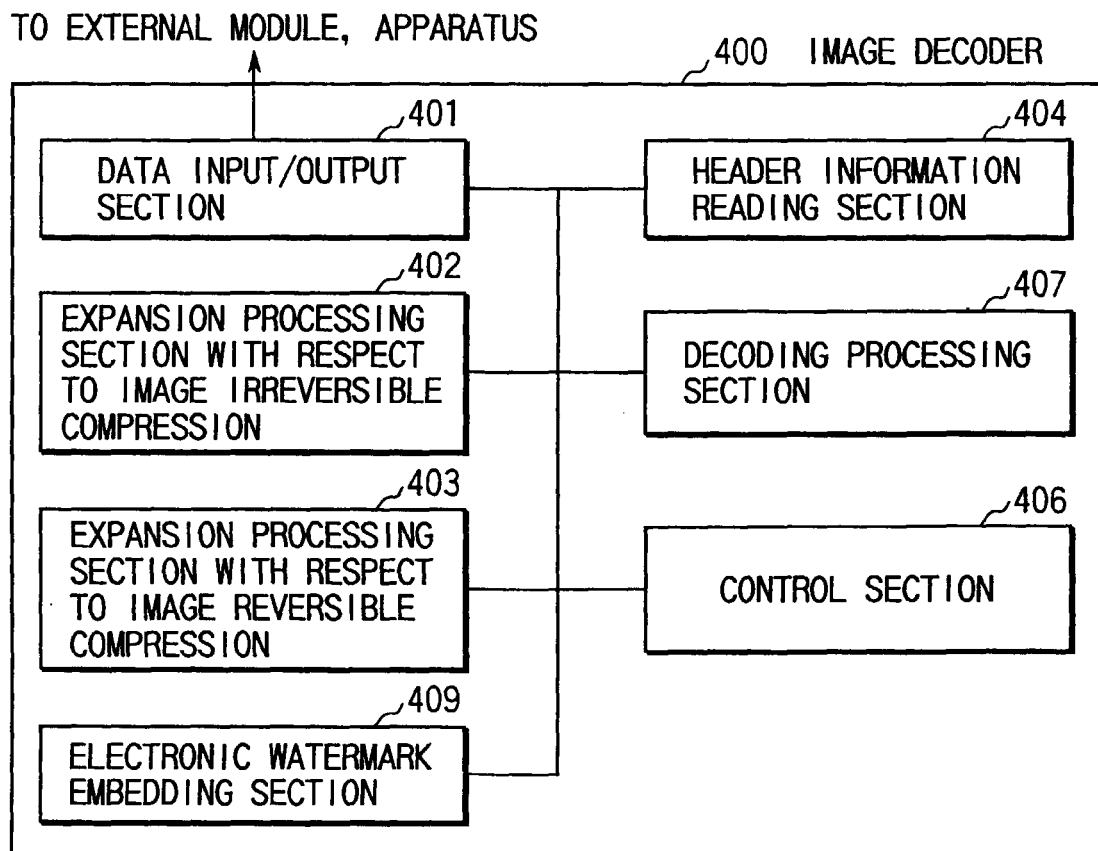 TO EXTERNAL MODULE, APPARATUS
400 IMAGE DECODER
401
DATA INPUT/OUTPUT
SECTION
404
HEADER INFORMATION
READING SECTION
402
EXPANSION PROCESSING
SECTION WITH RESPECT
TO IMAGE IRREVERSIBLE
COMPRESSION
407
DECODING PROCESSING
SECTION
403
EXPANSION PROCESSING
SECTION WITH RESPECT
TO IMAGE REVERSIBLE
COMPRESSION
406
CONTROL SECTION
409
ELECTRONIC WATERMARK
EMBEDDING SECTION